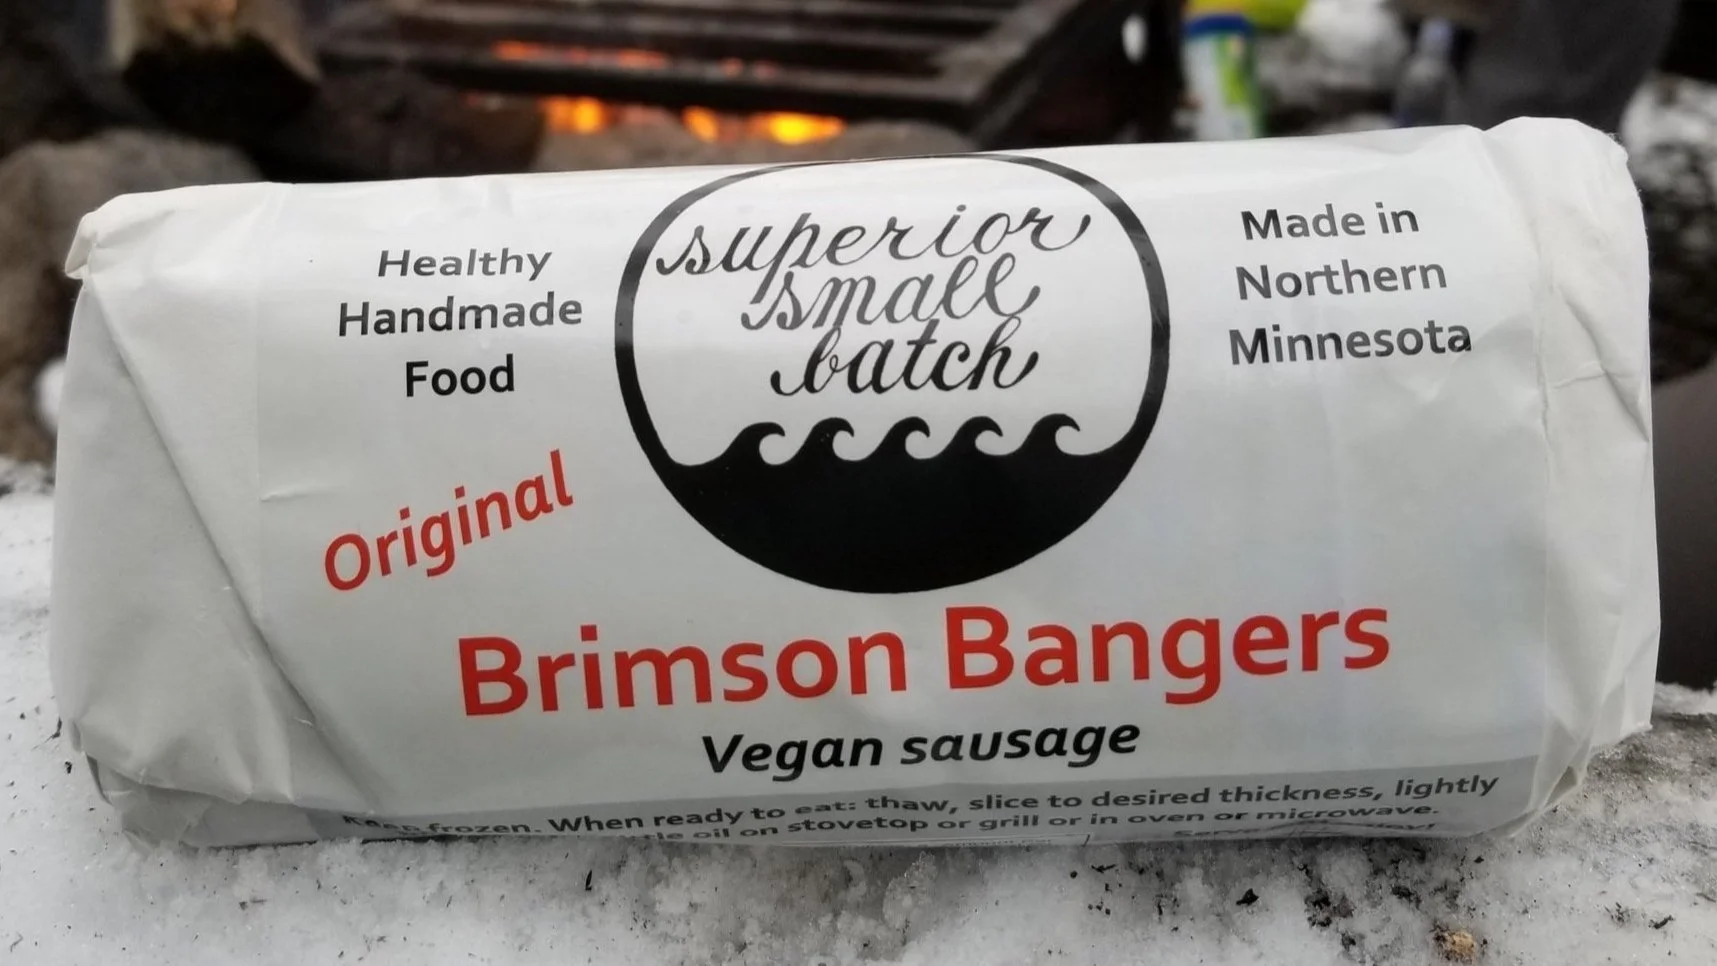 Healthy
Handmade
Food
superior
small
batch
Made in
Northern
Minnesota
Original
Brimson Bangers
Vegan sausage
Keep frozen. When ready to eat: thaw, slice to desired thickness, lightly
oil on stovetop or grill or in oven or microwave.